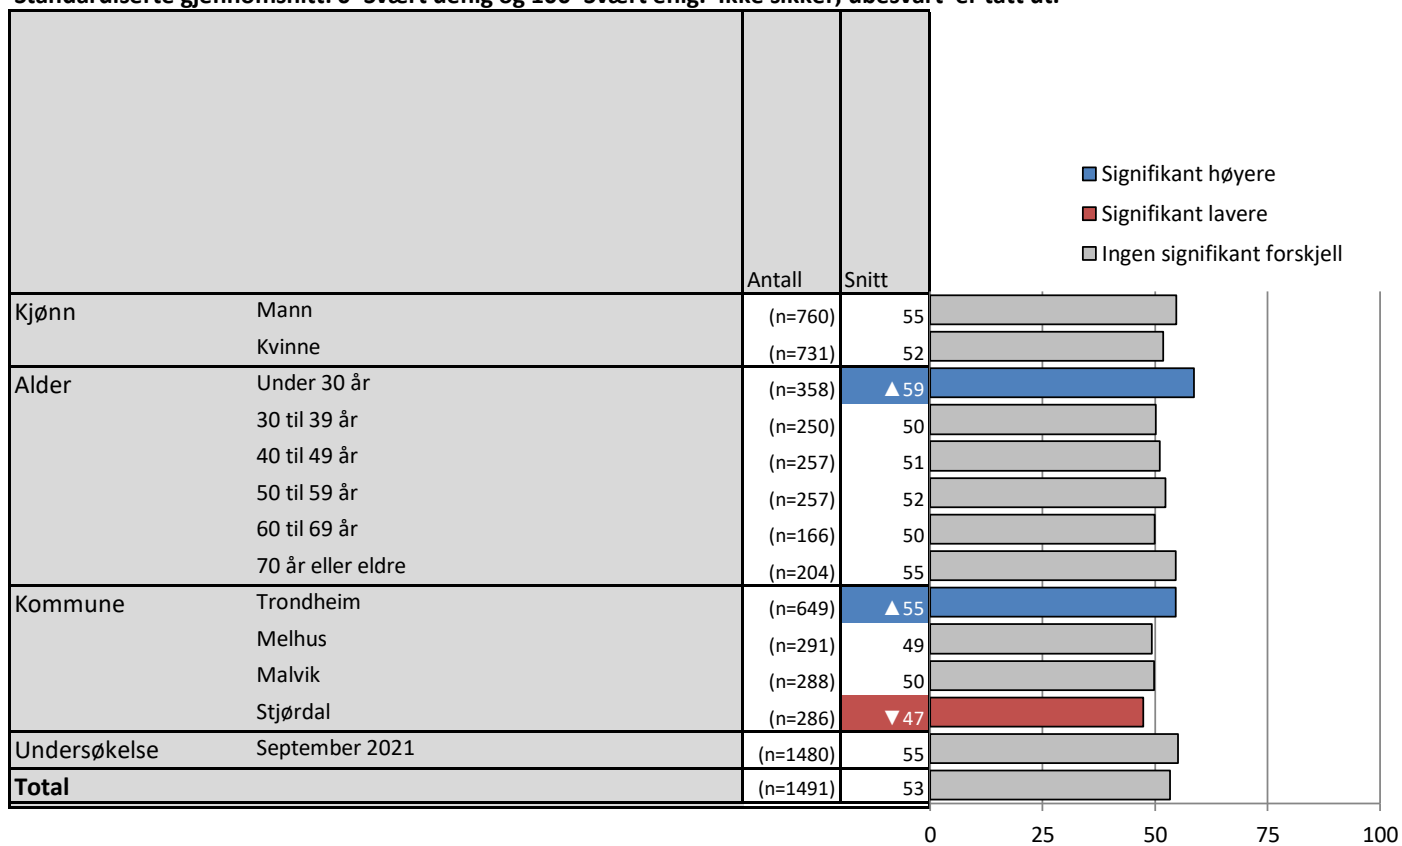 Signifikant høyere
Signifikant lavere
Ingen signifikant forskjell
Antall Snitt
Kjønn Mann (n=760) 55
Kvinne (n=731) 52
Alder Under 30 år (n=358) ▲59
30 til 39 år (n=250) 50
40 til 49 år (n=257) 51
50 til 59 år (n=257) 52
60 til 69 år (n=166) 50
70 år eller eldre (n=204) 55
Kommune Trondheim (n=649) ▲55
Melhus (n=291) 49
Malvik (n=288) 50
Stjørdal (n=286) ▼47
Undersøkelse September 2021 (n=1480) 55
Total (n=1491) 53
0 25 50 75 100